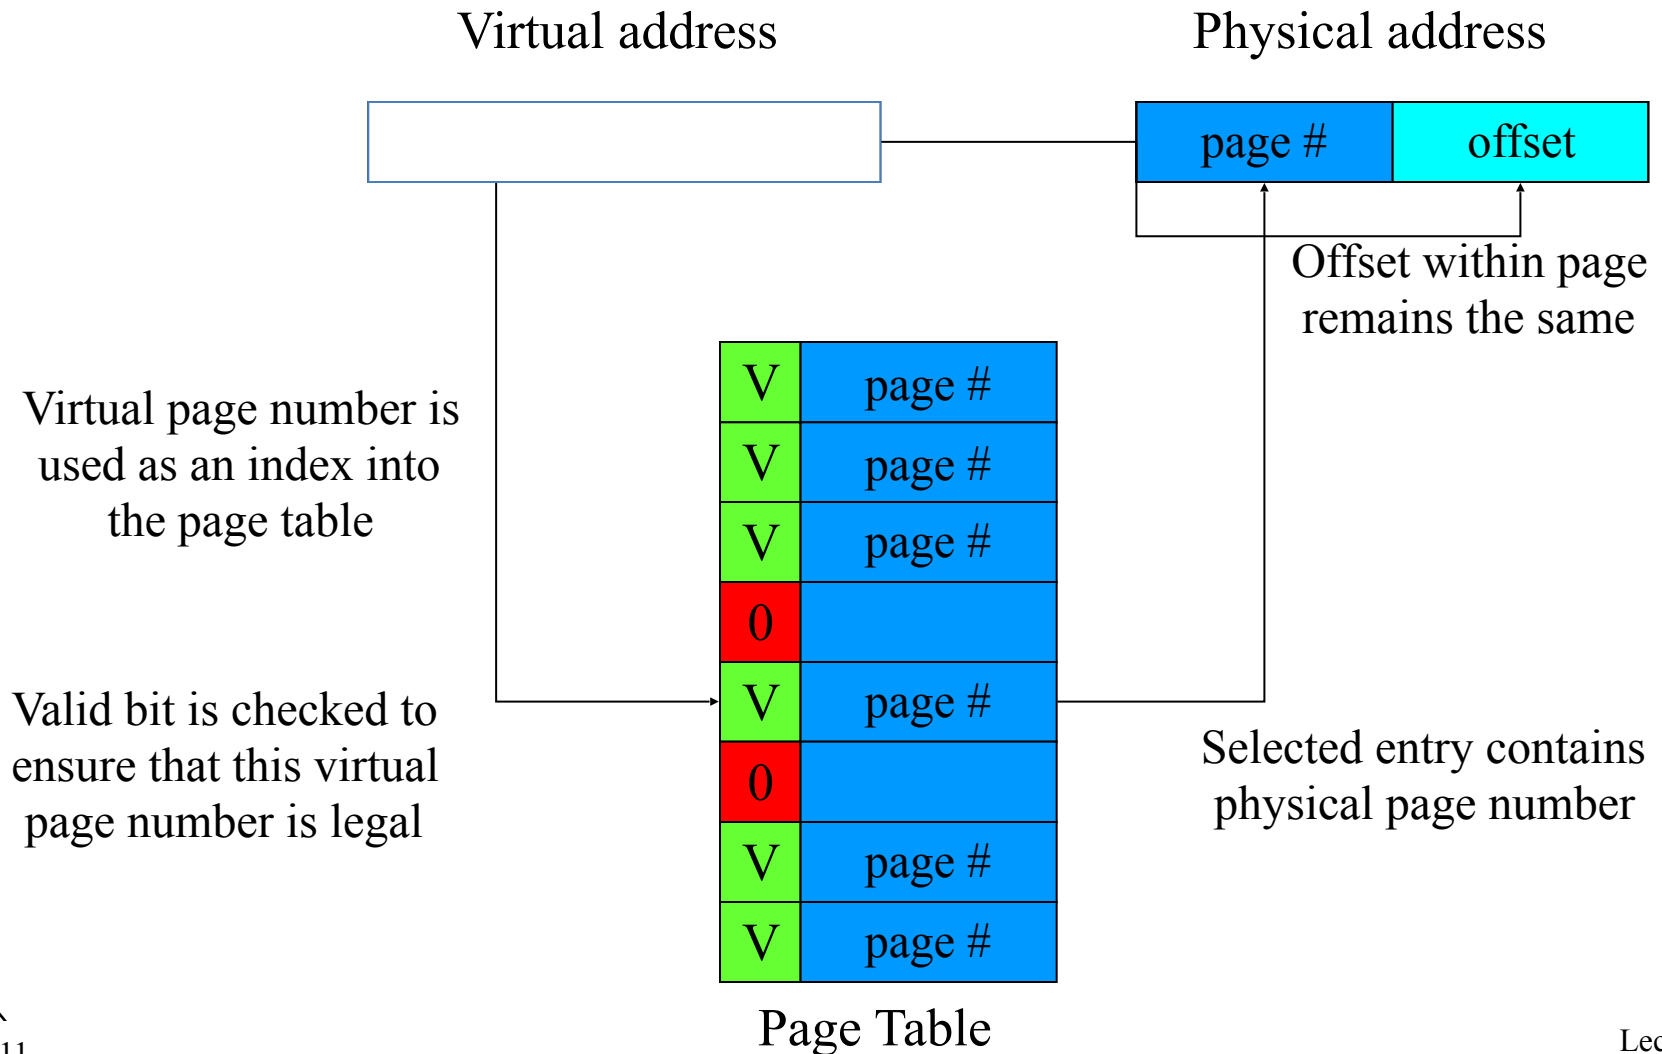 Virtual address
Physical address
page #
offset
Offset within page
remains the same
Virtual page number is
used as an index into
the page table
Valid bit is checked to
ensure that this virtual
page number is legal
V page #
V page #
V page #
0
V page #
0
V page #
V page #
Selected entry contains
physical page number
Page Table
11
Lec